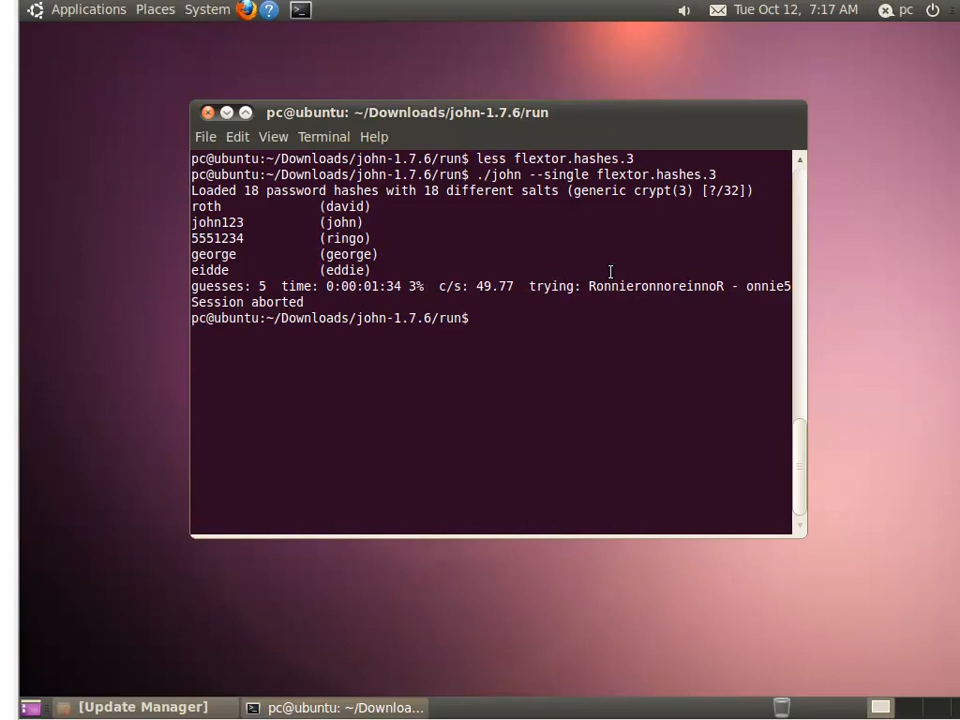 Applications Places System
Tue Oct 12, 7:17 AM pc
pc@ubuntu: ~/Downloads/john-1.7.6/run
File Edit View Terminal Help
pc@ubuntu:~/Downloads/john-1.7.6/run$ less flextor.hashes.3
pc@ubuntu:~/Downloads/john-1.7.6/run$ ./john --single flextor.hashes.3
Loaded 18 password hashes with 18 different salts (generic crypt(3) [?/32])
roth (david)
john123 (john)
5551234 (ringo)
george (george)
eidde (eddie)
guesses: 5 time: 0:00:01:34 3% c/s: 49.77 trying: RonnieronnoreinnoR - onnie5
Session aborted
pc@ubuntu:~/Downloads/john-1.7.6/run$
[Update Manager] pc@ubuntu: ~/Downloa...